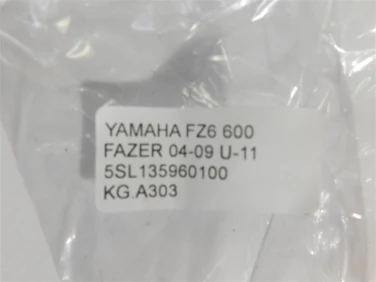 YAMAHA FZ6 600
FAZER 04-09 U-11
5SL135960100
KG.A303